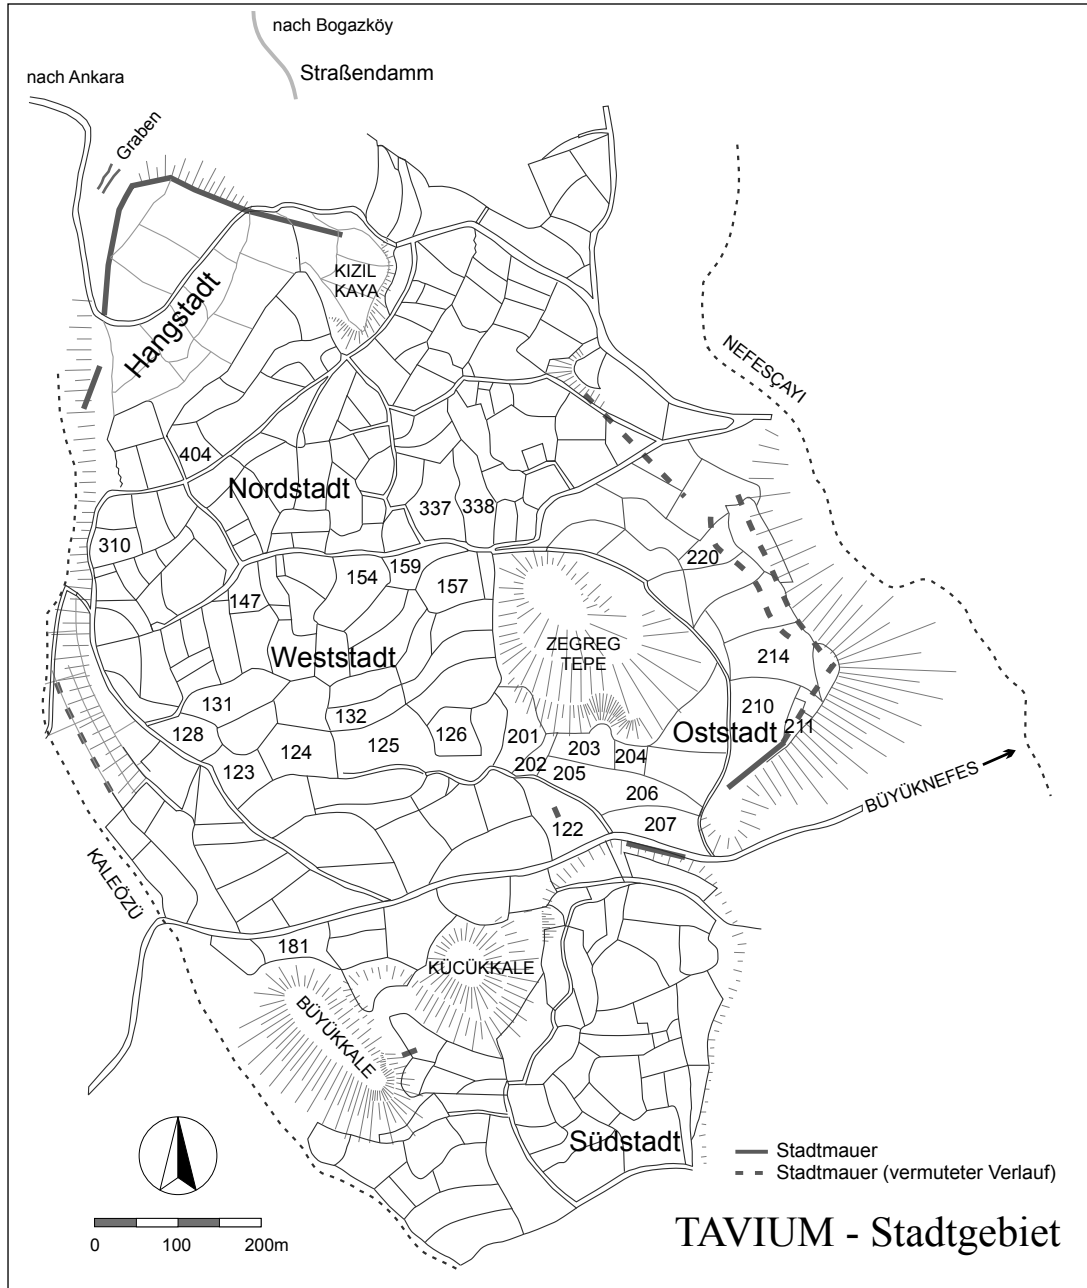 nach Bogazköy
Straßendamm
nach Ankara
Graben
KIZIL
KAYA
Hangstadt
NEFESÇAYI
404
Nordstadt
337
338
310
220
159
154
157
147
ZEGREG
TEPE
Weststadt
214
131
210
132
211
128
126
201
Oststadt
125
124
203
204
123
202
205
206
BÜYÜKNEFES
122
207
KALEÖZÜ
181
KÜCÜKKALE
BÜYÜKKALE
Südstadt
Stadtmauer
Stadtmauer (vermuteter Verlauf)
TAVIUM - Stadtgebiet
0 100 200m